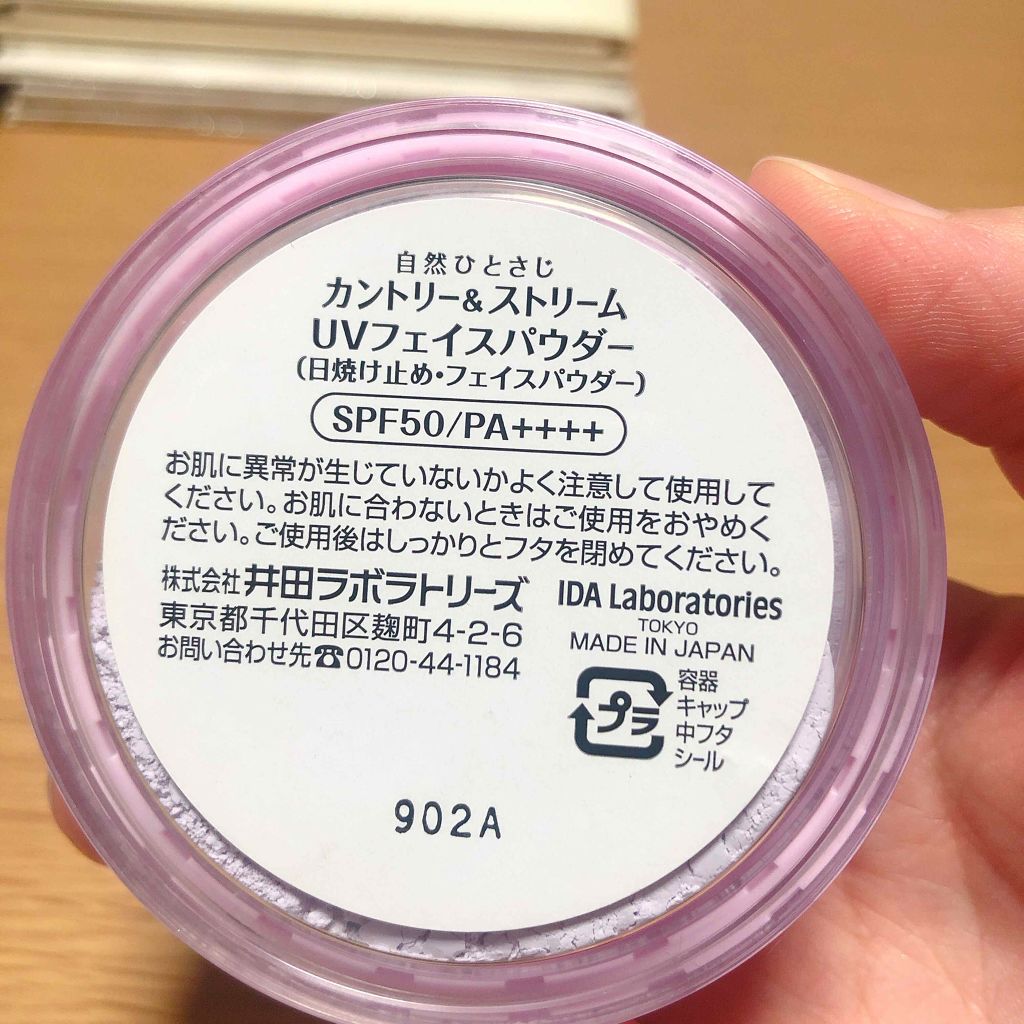 自然ひとさじ
カントリー&ストリーム
UVフェイスパウダー
(日焼け止め・フェイスパウダー)
SPF50/PA++++
お肌に異常が生じていないかよく注意して使用して
ください。お肌に合わないときはご使用をおやめく
ださい。ご使用後はしっかりとフタを閉めてください。
株式会社 井田ラボラトリーズ
東京都千代田区麹町4-2-6
お問い合わせ先☎0120-44-1184
IDA Laboratories
TOKYO
MADE IN JAPAN
プラ
容器
キャップ
中フタ
シール
902A